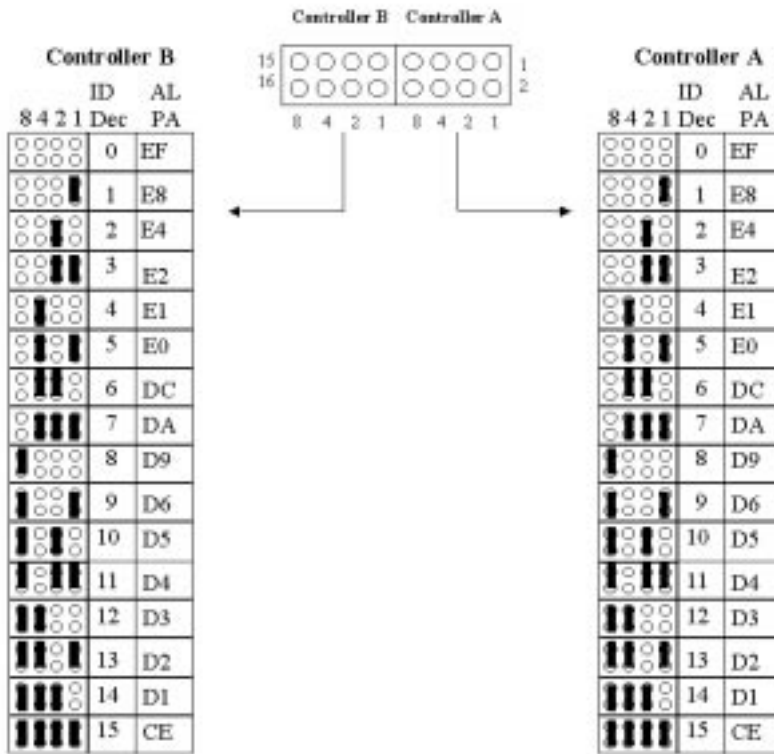 Controller B Controller A
15 1
16 2
8 4 2 1 8 4 2 1
Controller B
ID AL
8 4 2 1 Dec PA
0 EF
1 E8
2 E4
3 E2
4 E1
5 E0
6 DC
7 DA
8 D9
9 D6
10 D5
11 D4
12 D3
13 D2
14 D1
15 CE
Controller A
ID AL
8 4 2 1 Dec PA
0 EF
1 E8
2 E4
3 E2
4 E1
5 E0
6 DC
7 DA
8 D9
9 D6
10 D5
11 D4
12 D3
13 D2
14 D1
15 CE